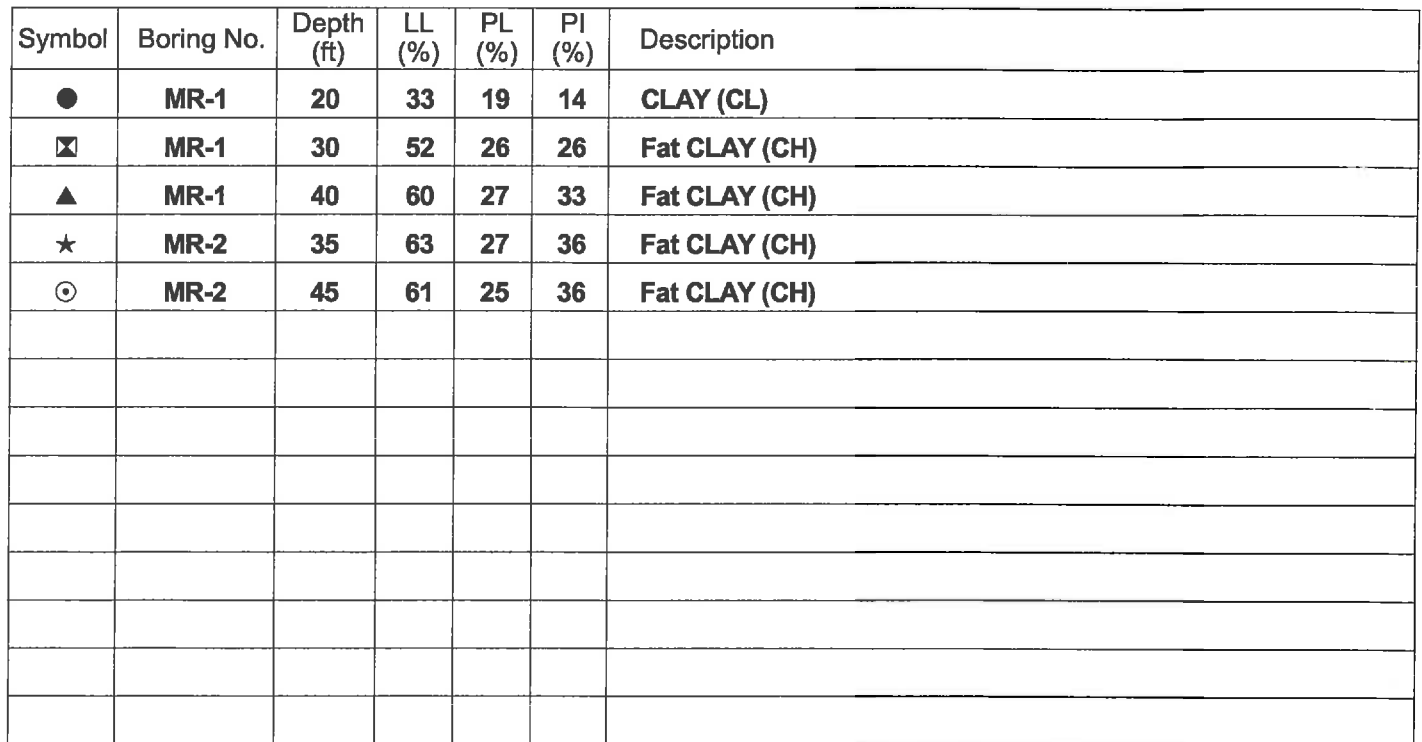 Symbol Boring No. Depth (ft) LL (%) PL (%) PI (%) Description
● MR-1 20 33 19 14 CLAY (CL)
⧗ MR-1 30 52 26 26 Fat CLAY (CH)
▲ MR-1 40 60 27 33 Fat CLAY (CH)
★ MR-2 35 63 27 36 Fat CLAY (CH)
⊙ MR-2 45 61 25 36 Fat CLAY (CH)